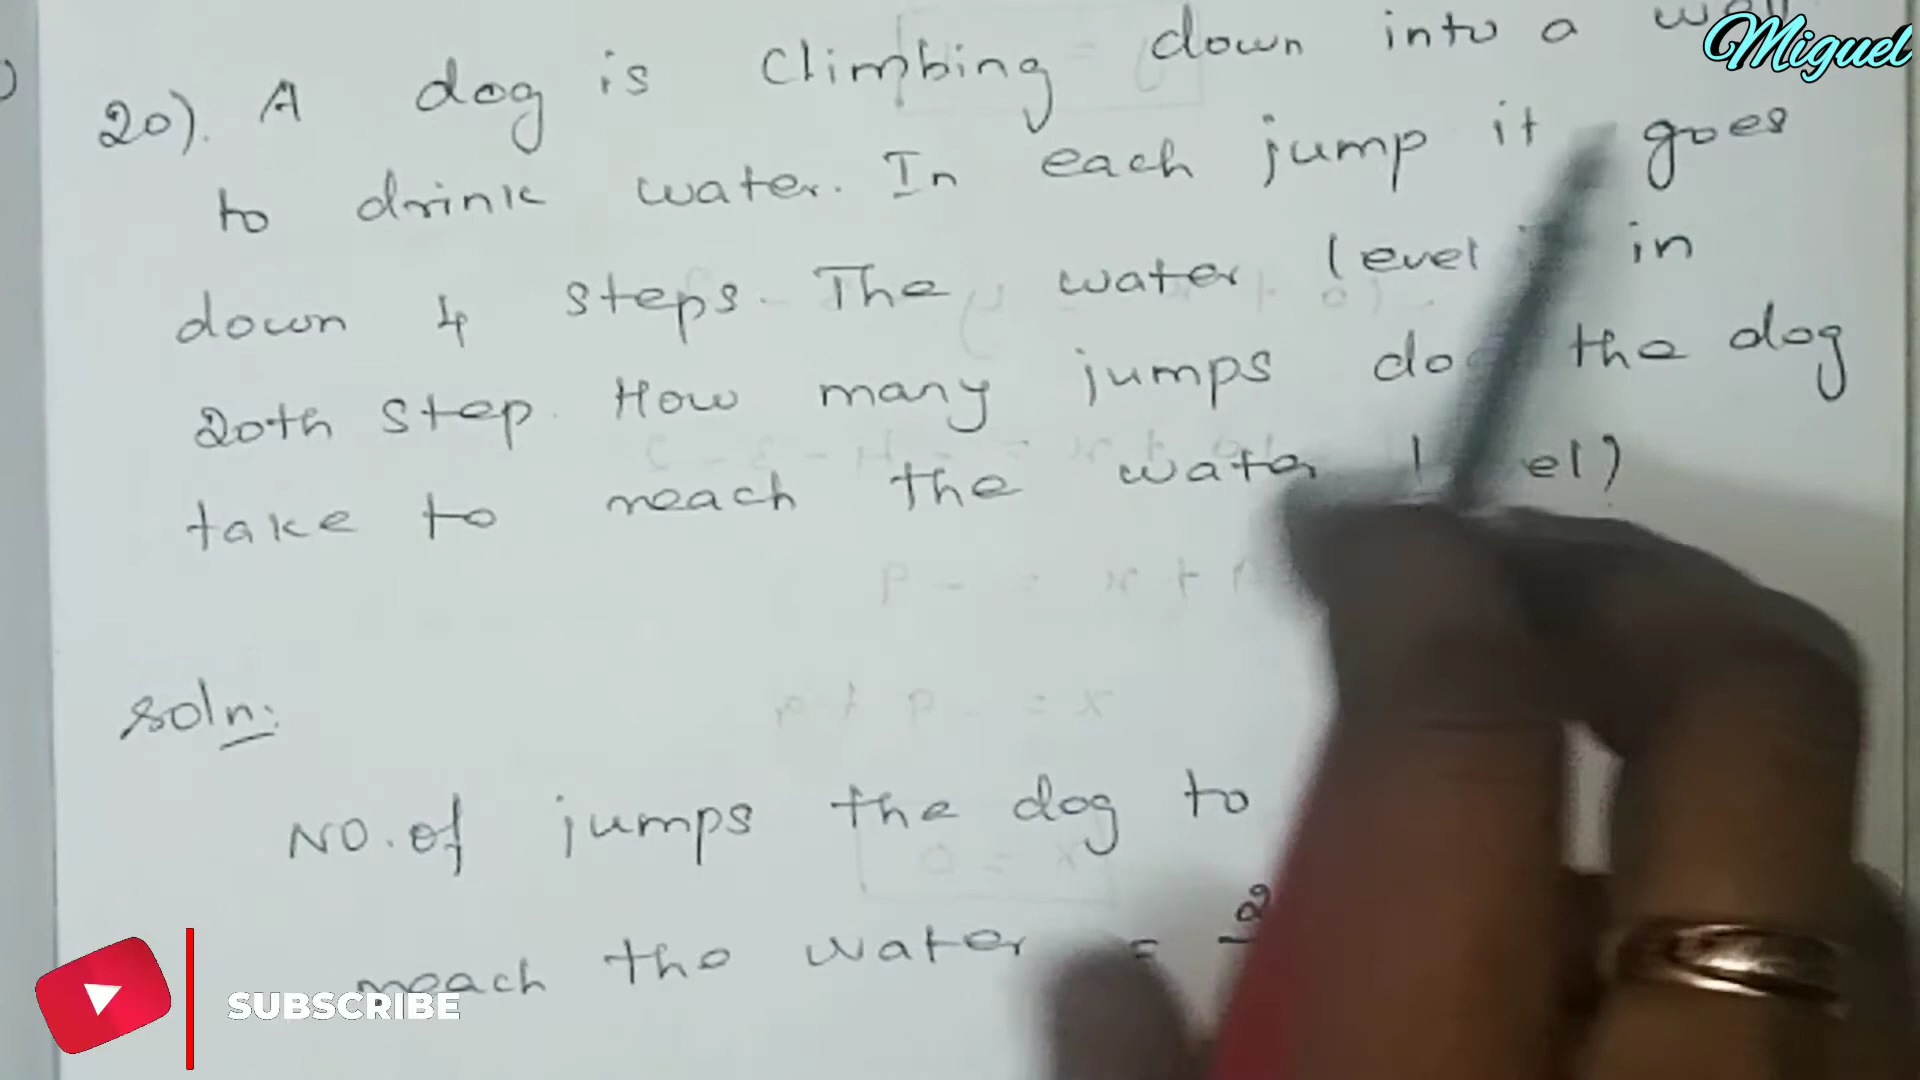 Miguel
20). A dog is climbing down into a
to drink water. In each jump it goes
down 4 steps. The water level in
20th step. How many jumps the dog
take to reach the water
soln:
No. of jumps the dog to
reach the water =
SUBSCRIBE